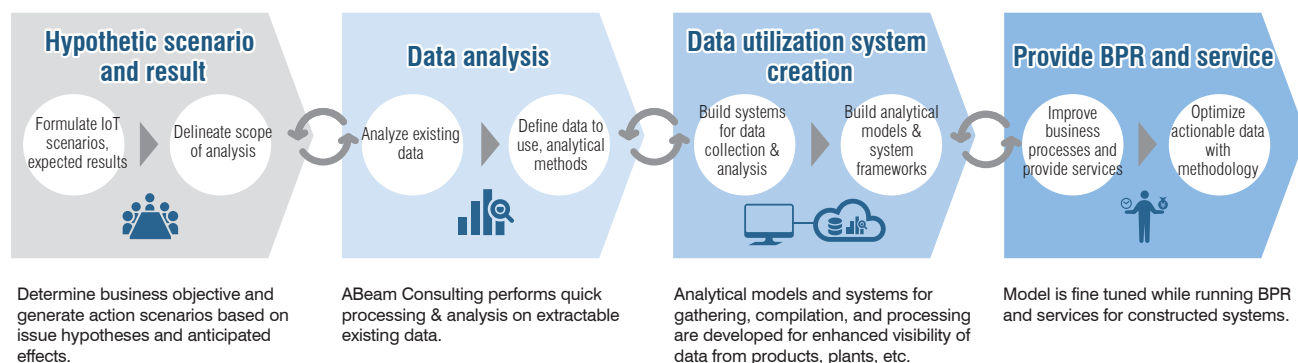 Hypothetic scenario
and result
Formulate IoT
scenarios,
expected results
Delineate scope
of analysis
Determine business objective and
generate action scenarios based on
issue hypotheses and anticipated
effects.
Data analysis
Analyze existing
data
Define data to
use, analytical
methods
ABeam Consulting performs quick
processing & analysis on extractable
existing data.
Data utilization system
creation
Build systems
for data
collection &
analysis
Build analytical
models &
system
frameworks
Analytical models and systems for
gathering, compilation, and processing
are developed for enhanced visibility of
data from products, plants, etc.
Provide BPR and service
Improve
business
processes and
provide services
Optimize
actionable data
with
methodology
Model is fine tuned while running BPR
and services for constructed systems.